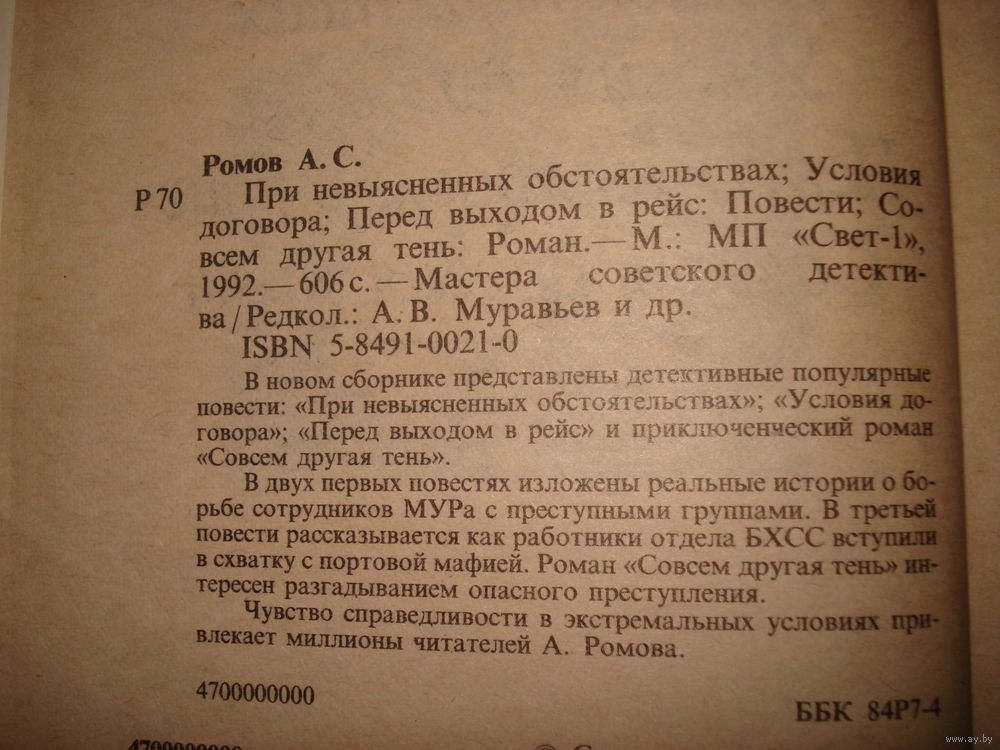 Ромов А. С.
Р 70 При невыясненных обстоятельствах; Условия
договора; Перед выходом в рейс: Повести; Со-
всем другая тень: Роман.— М.: МП «Свет-1»,
1992.— 606 с. — Мастера советского детекти-
ва / Редкол.: А. В. Муравьев и др.
ISBN 5-8491-0021-0
В новом сборнике представлены детективные популярные
повести: «При невыясненных обстоятельствах»; «Условия до-
говора»; «Перед выходом в рейс» и приключенческий роман
«Совсем другая тень».
В двух первых повестях изложены реальные истории о бо-
рьбе сотрудников МУРа с преступными группами. В третьей
повести рассказывается как работники отдела БХСС вступили
в схватку с портовой мафией. Роман «Совсем другая тень» ин-
тересен разгадыванием опасного преступления.
Чувство справедливости в экстремальных условиях при-
влекает миллионы читателей А. Ромова.
4700000000
ББК 84Р7-4
www.ay.by